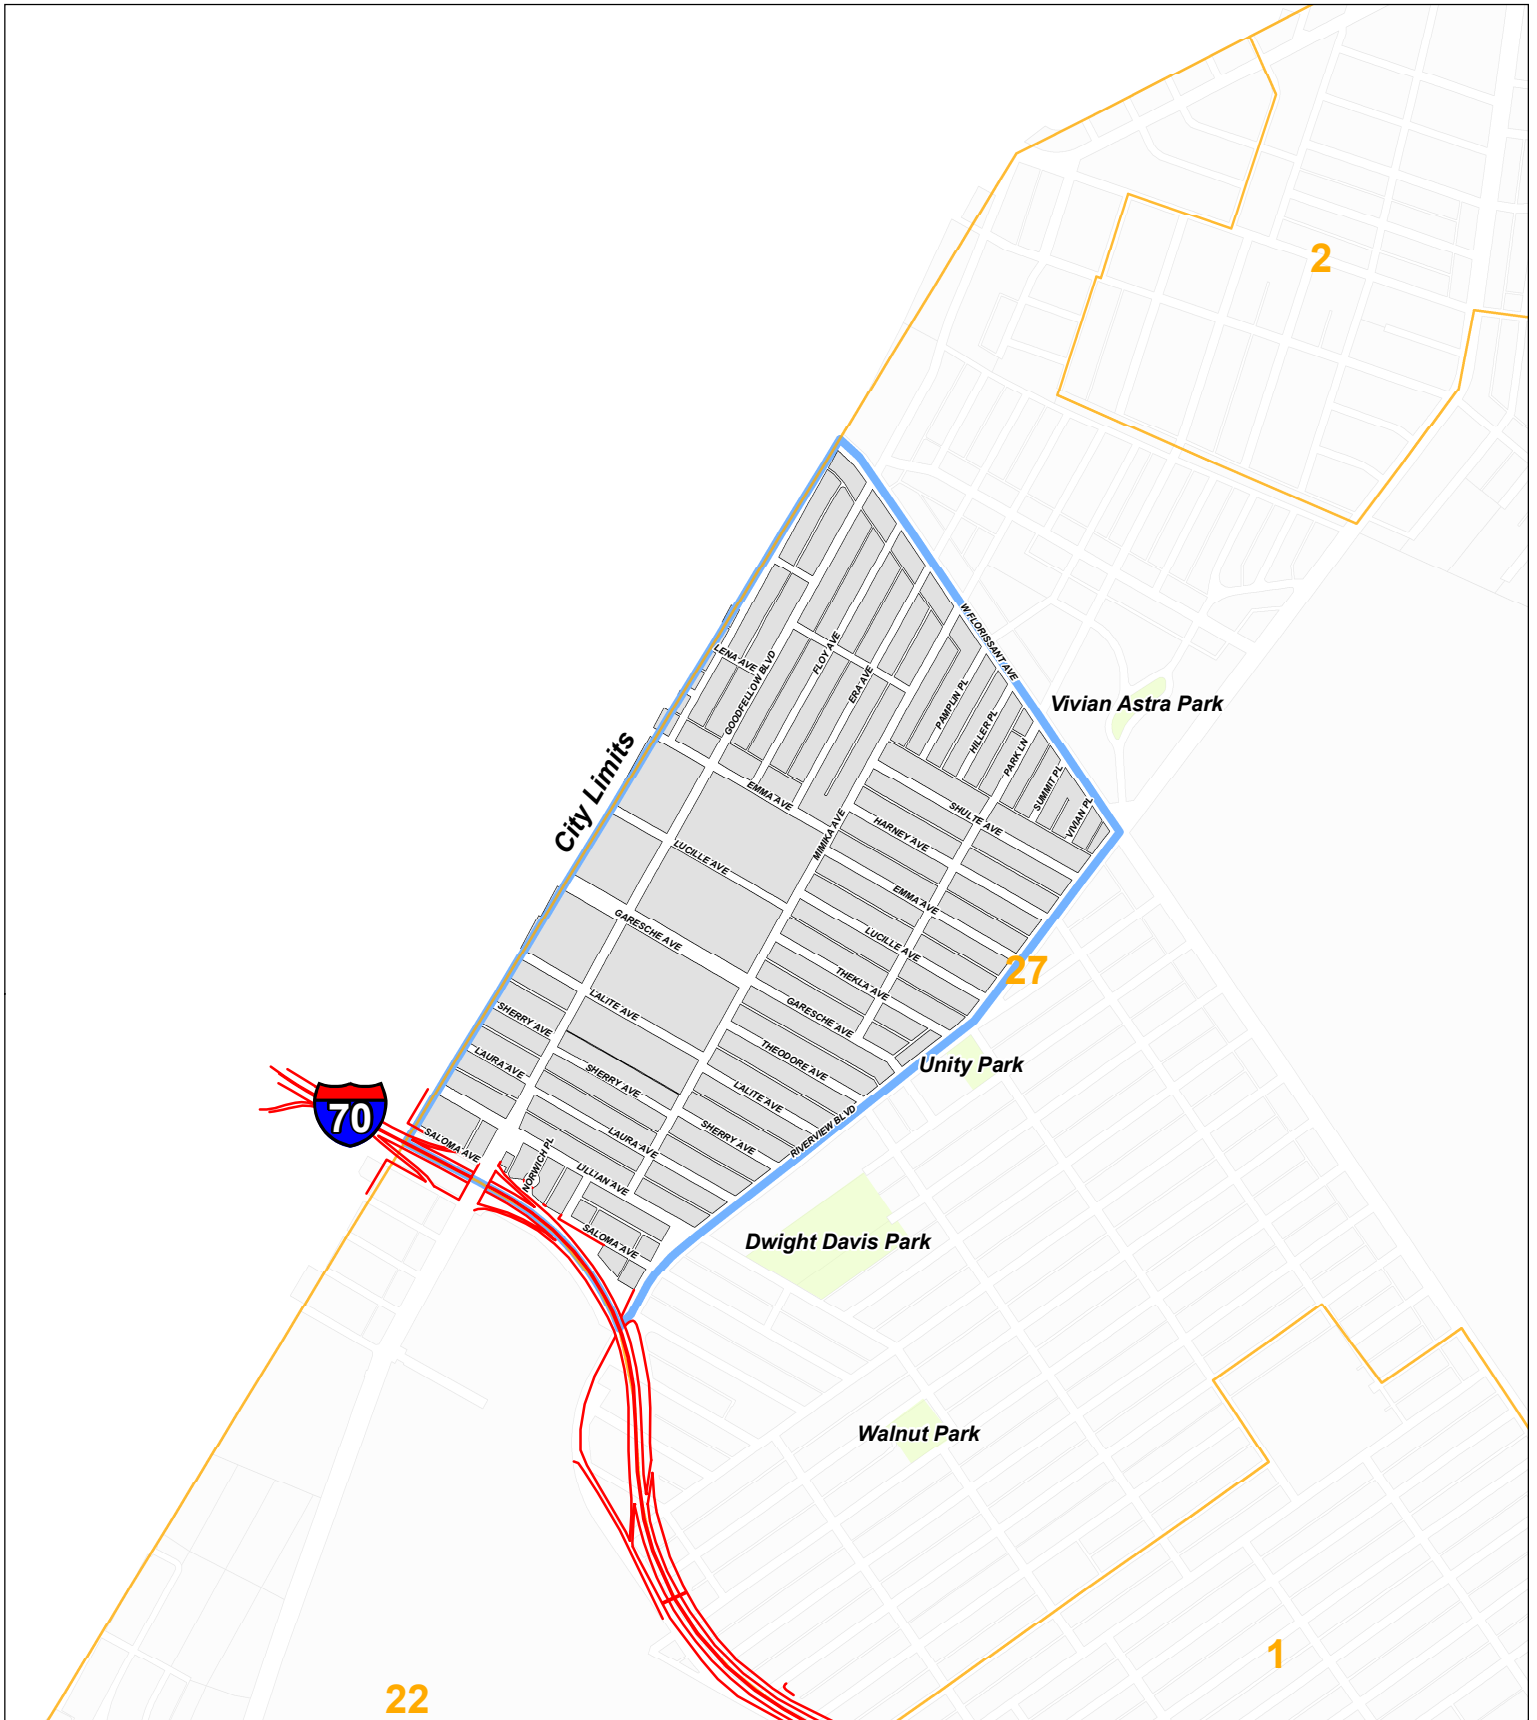 2
W FLORISSANT AVE
LENA AVE
GOODFELLOW BLVD
FLOY AVE
ERA AVE
PAMPLIN PL
HILLER PL
PARK LN
SUMMIT PL
VIVIAN PL
Vivian Astra Park
City Limits
EMMA AVE
MIMIKA AVE
SHULTE AVE
HARNEY AVE
LUCILLE AVE
EMMA AVE
GARESCHE AVE
LUCILLE AVE
27
THEKLA AVE
LALITE AVE
GARESCHE AVE
SHERRY AVE
THEODORE AVE
Unity Park
LAURA AVE
SHERRY AVE
LALITE AVE
70
SALOMA AVE
LAURA AVE
SHERRY AVE
RIVERVIEW BLVD
NORWICH PL
LILLIAN AVE
SALOMA AVE
Dwight Davis Park
Walnut Park
1
22